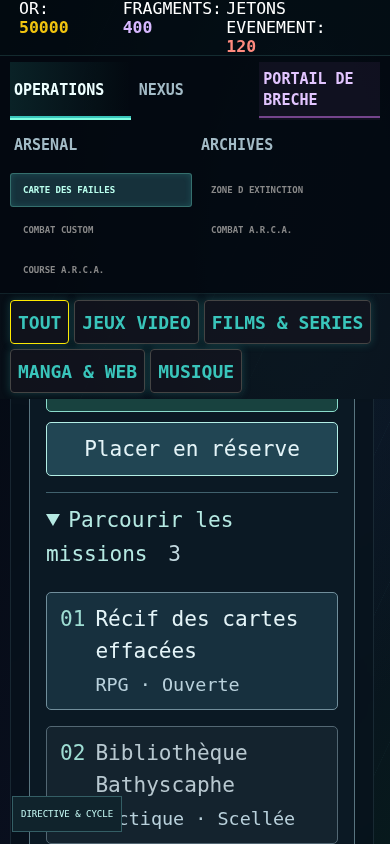 OR:
50000
FRAGMENTS:
400
JETONS
EVENEMENT:
120
OPERATIONS
NEXUS
PORTAIL DE
BRECHE
ARSENAL
ARCHIVES
CARTE DES FAILLES
ZONE D EXTINCTION
COMBAT CUSTOM
COMBAT A.R.C.A.
COURSE A.R.C.A.
TOUT
JEUX VIDEO
FILMS & SERIES
MANGA & WEB
MUSIQUE
Placer en réserve
▼ Parcourir les
missions 3
01 Récif des cartes
effacées
RPG · Ouverte
02 Bibliothèque
Bathyscaphe
ctique · Scellée
DIRECTIVE & CYCLE